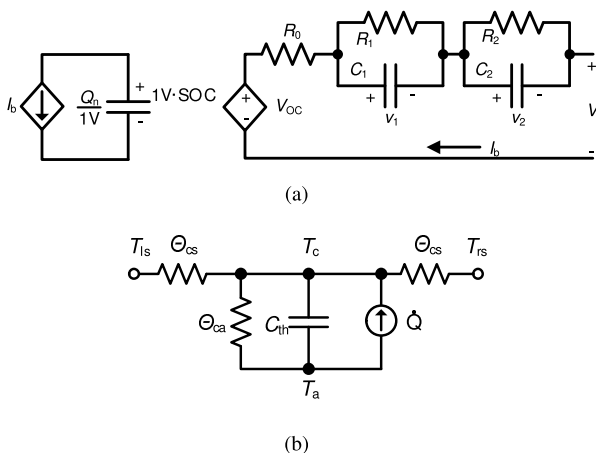 I_b
Q_n
1V
+
-
1V·SOC
+
-
V_OC
R_0
R_1
C_1
+ -
v_1
R_2
C_2
+ -
v_2
I_b
+
V
-
(a)
T_ls
Θ_cs
T_c
Θ_cs
T_rs
Θ_ca
C_th
Q̇
T_a
(b)